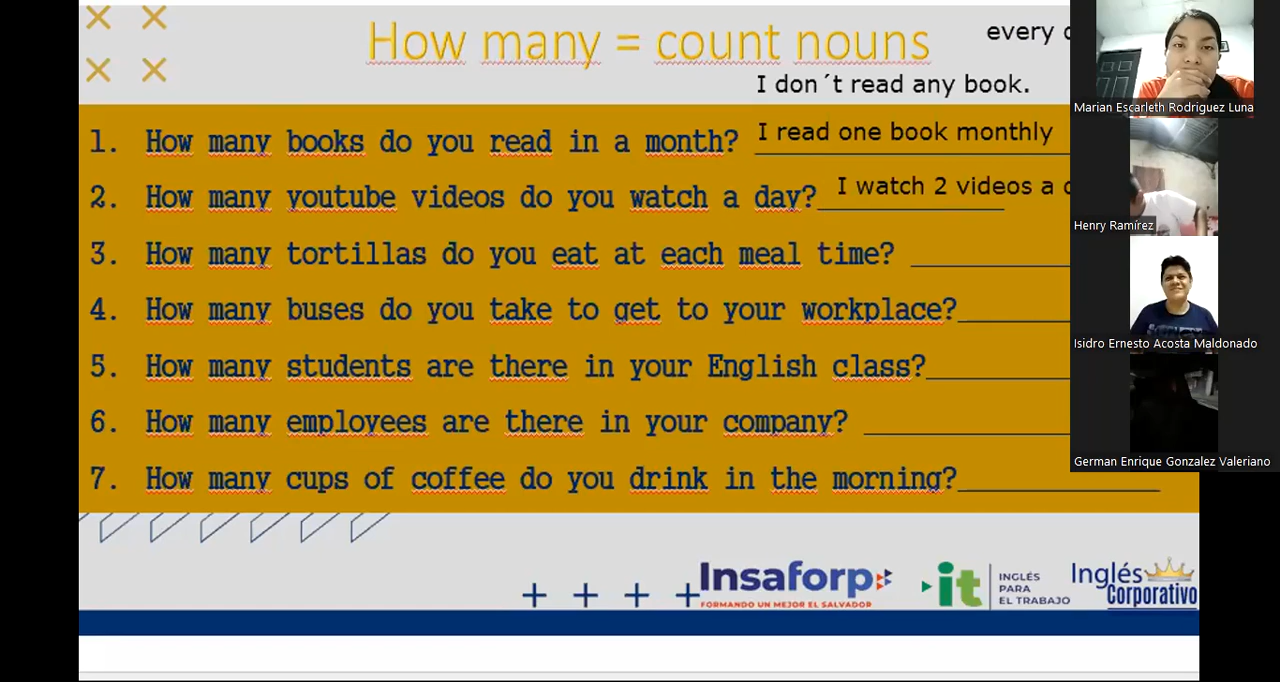 How many = count nouns
every
I don´t read any book.
1. How many books do you read in a month? I read one book monthly
2. How many youtube videos do you watch a day? I watch 2 videos a
3. How many tortillas do you eat at each meal time?
4. How many buses do you take to get to your workplace?
5. How many students are there in your English class?
6. How many employees are there in your company?
7. How many cups of coffee do you drink in the morning?
Marian Escarleth Rodriguez Luna
Henry Ramírez
Isidro Ernesto Acosta Maldonado
German Enrique Gonzalez Valeriano
Insaforp
FORMANDO UN MEJOR EL SALVADOR
it
INGLÉS
PARA
EL TRABAJO
Inglés
Corporativo